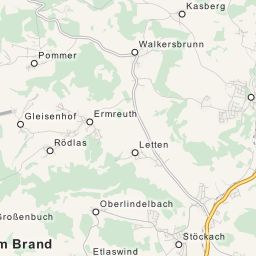 Kasberg
Walkersbrunn
Pommer
Gleisenhof
Ermreuth
Rödlas
Letten
Oberlindelbach
Großenbuch
m Brand
Stöckach
Etlaswind